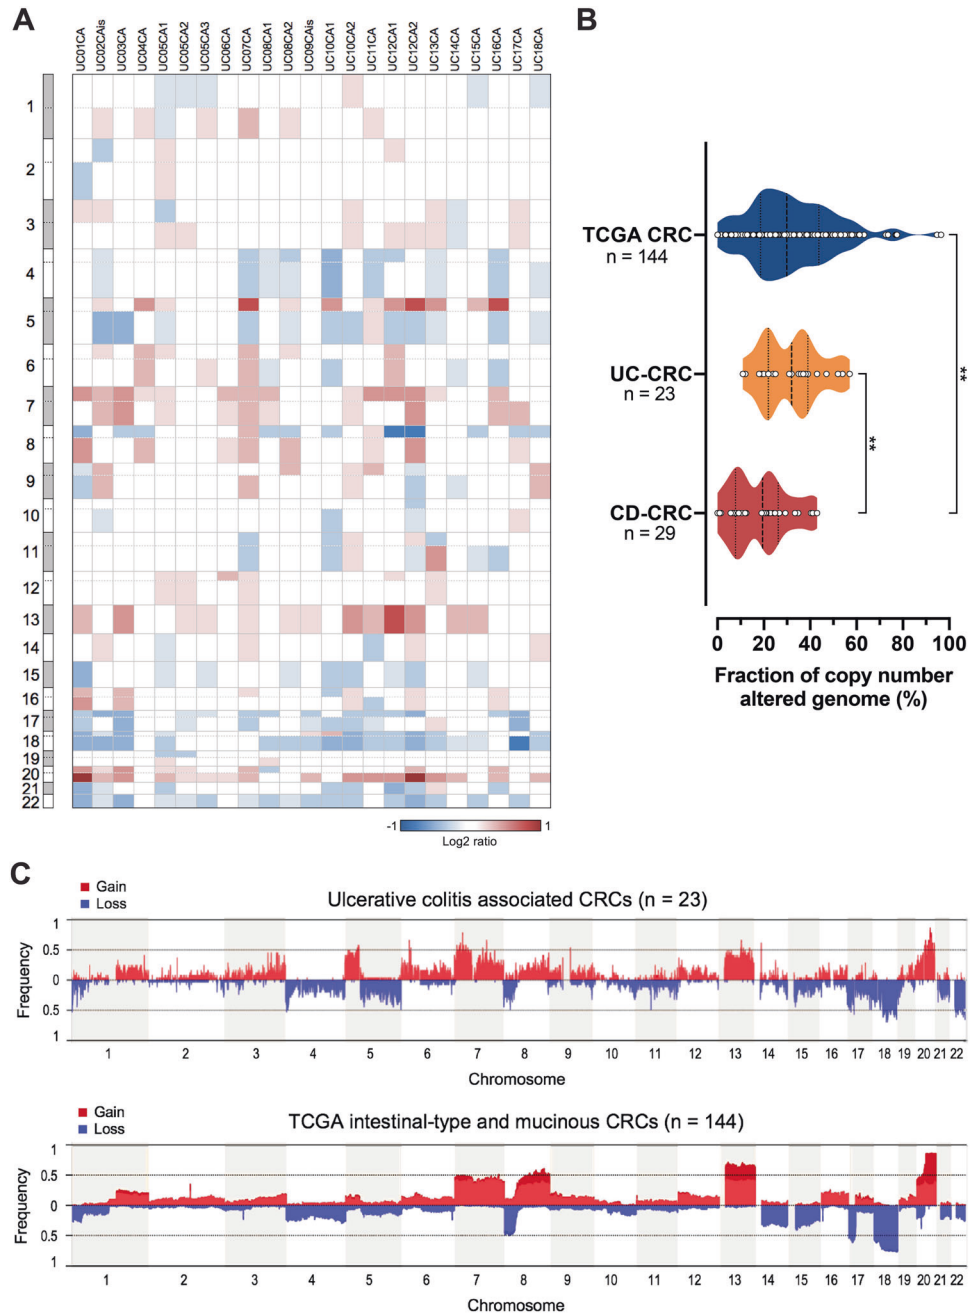 A
UC01CA
UC02CAis
UC03CA
UC04CA
UC05CA1
UC05CA2
UC05CA3
UC06CA
UC07CA
UC08CA1
UC08CA2
UC09CAis
UC10CA1
UC10CA2
UC11CA
UC12CA1
UC12CA2
UC13CA
UC14CA
UC15CA
UC16CA
UC17CA
UC18CA
1
2
3
4
5
6
7
8
9
10
11
12
13
14
15
16
17
18
19
20
21
22
-1 1
Log2 ratio
B
TCGA CRC
n = 144
UC-CRC
n = 23
CD-CRC
n = 29
**
**
0 20 40 60 80 100
Fraction of copy number
altered genome (%)
C
Gain
Loss
Ulcerative colitis associated CRCs (n = 23)
Frequency
1
0.5
0
0.5
1
1 2 3 4 5 6 7 8 9 10 11 12 13 14 15 16 17 18 19 20 21 22
Chromosome
Gain
Loss
TCGA intestinal-type and mucinous CRCs (n = 144)
Frequency
1
0.5
0
0.5
1
1 2 3 4 5 6 7 8 9 10 11 12 13 14 15 16 17 18 19 20 21 22
Chromosome